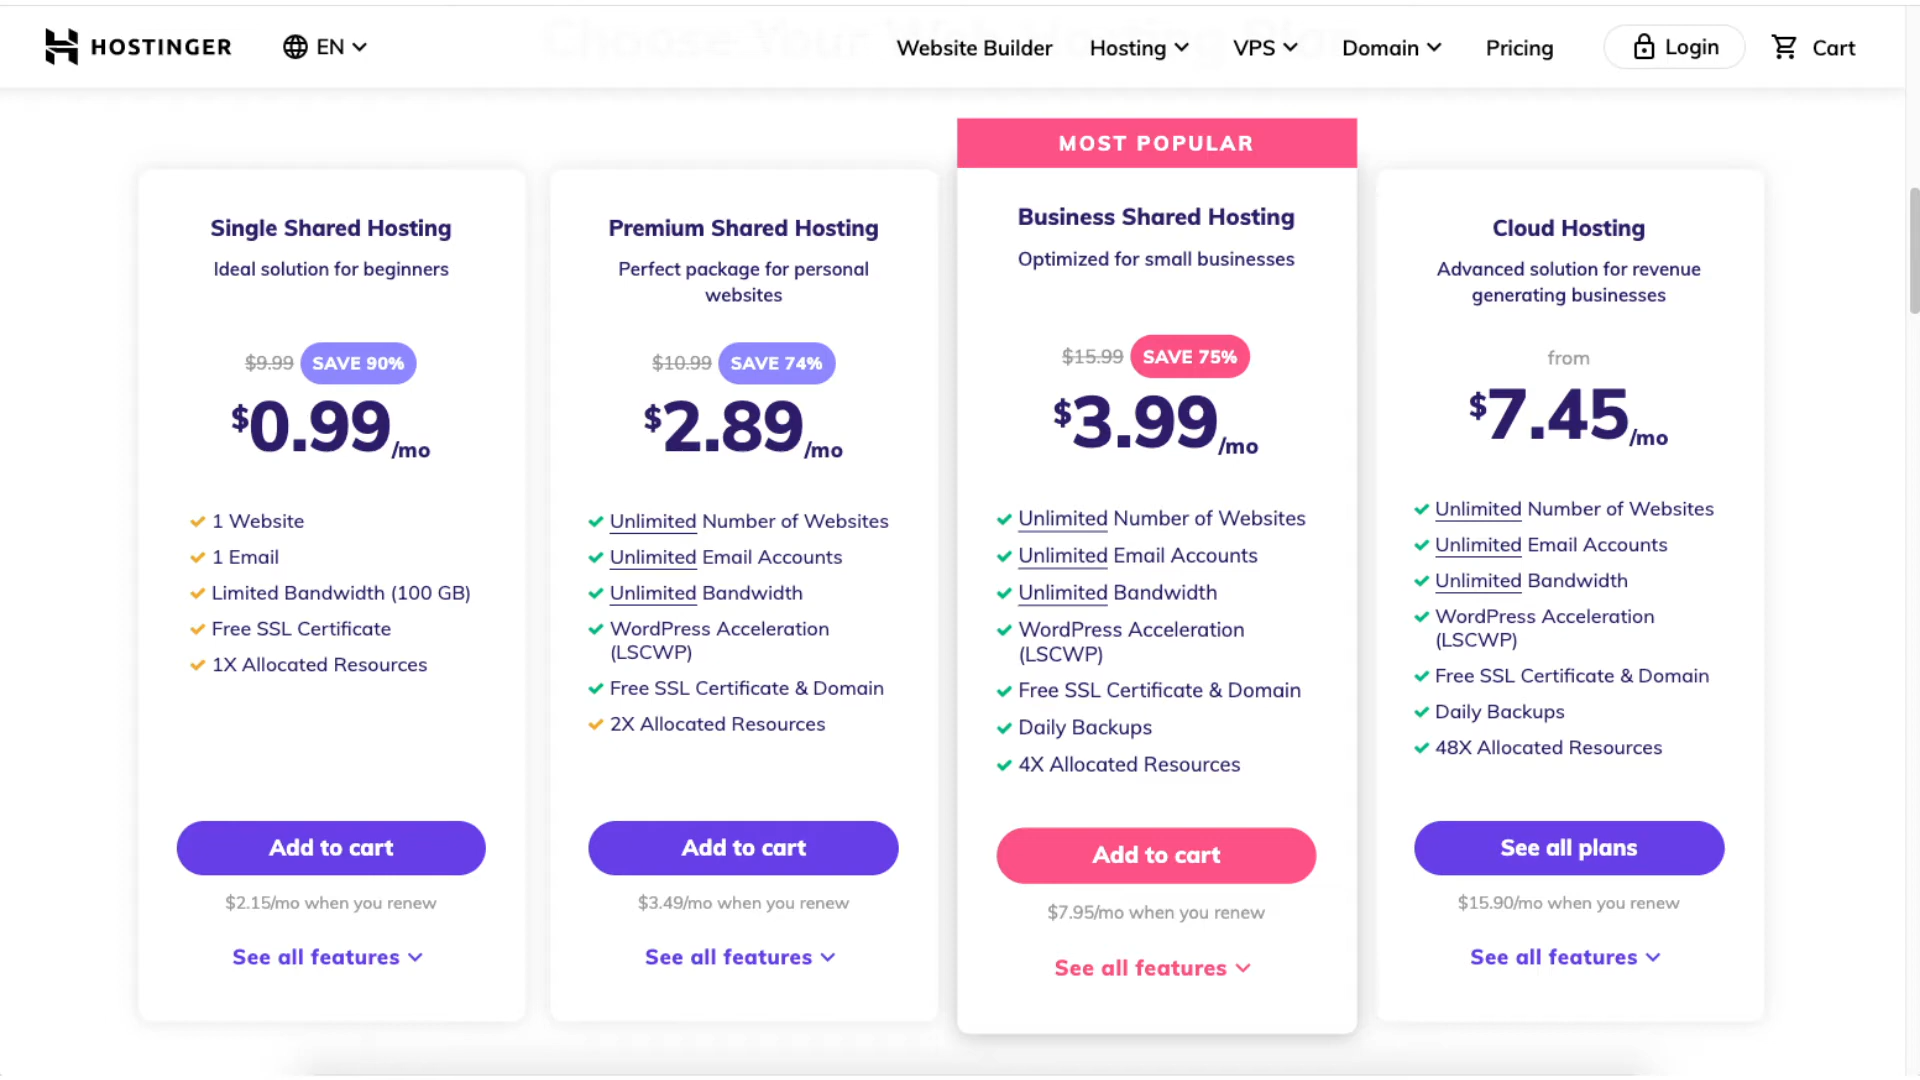 HOSTINGER
EN
Choose Your Web Hosting Plan
Website Builder
Hosting
VPS
Domain
Pricing
Login
Cart
Single Shared Hosting
Ideal solution for beginners
$9.99 SAVE 90%
$0.99/mo
1 Website
1 Email
Limited Bandwidth (100 GB)
Free SSL Certificate
1X Allocated Resources
Add to cart
$2.15/mo when you renew
See all features
Premium Shared Hosting
Perfect package for personal
websites
$10.99 SAVE 74%
$2.89/mo
Unlimited Number of Websites
Unlimited Email Accounts
Unlimited Bandwidth
WordPress Acceleration
(LSCWP)
Free SSL Certificate & Domain
2X Allocated Resources
Add to cart
$3.49/mo when you renew
See all features
MOST POPULAR
Business Shared Hosting
Optimized for small businesses
$15.99 SAVE 75%
$3.99/mo
Unlimited Number of Websites
Unlimited Email Accounts
Unlimited Bandwidth
WordPress Acceleration
(LSCWP)
Free SSL Certificate & Domain
Daily Backups
4X Allocated Resources
Add to cart
$7.95/mo when you renew
See all features
Cloud Hosting
Advanced solution for revenue
generating businesses
from
$7.45/mo
Unlimited Number of Websites
Unlimited Email Accounts
Unlimited Bandwidth
WordPress Acceleration
(LSCWP)
Free SSL Certificate & Domain
Daily Backups
48X Allocated Resources
See all plans
$15.90/mo when you renew
See all features